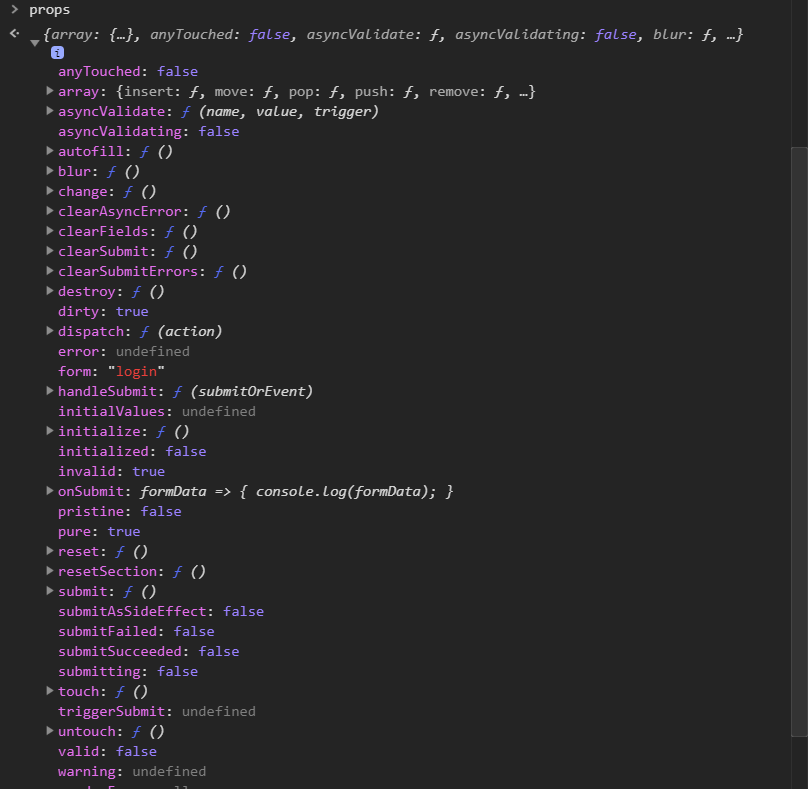 > props
{array: {…}, anyTouched: false, asyncValidate: ƒ, asyncValidating: false, blur: ƒ, …}
i
anyTouched: false
array: {insert: ƒ, move: ƒ, pop: ƒ, push: ƒ, remove: ƒ, …}
asyncValidate: ƒ (name, value, trigger)
asyncValidating: false
autofill: ƒ ()
blur: ƒ ()
change: ƒ ()
clearAsyncError: ƒ ()
clearFields: ƒ ()
clearSubmit: ƒ ()
clearSubmitErrors: ƒ ()
destroy: ƒ ()
dirty: true
dispatch: ƒ (action)
error: undefined
form: "login"
handleSubmit: ƒ (submitOrEvent)
initialValues: undefined
initialize: ƒ ()
initialized: false
invalid: true
onSubmit: formData => { console.log(formData); }
pristine: false
pure: true
reset: ƒ ()
resetSection: ƒ ()
submit: ƒ ()
submitAsSideEffect: false
submitFailed: false
submitSucceeded: false
submitting: false
touch: ƒ ()
triggerSubmit: undefined
untouch: ƒ ()
valid: false
warning: undefined